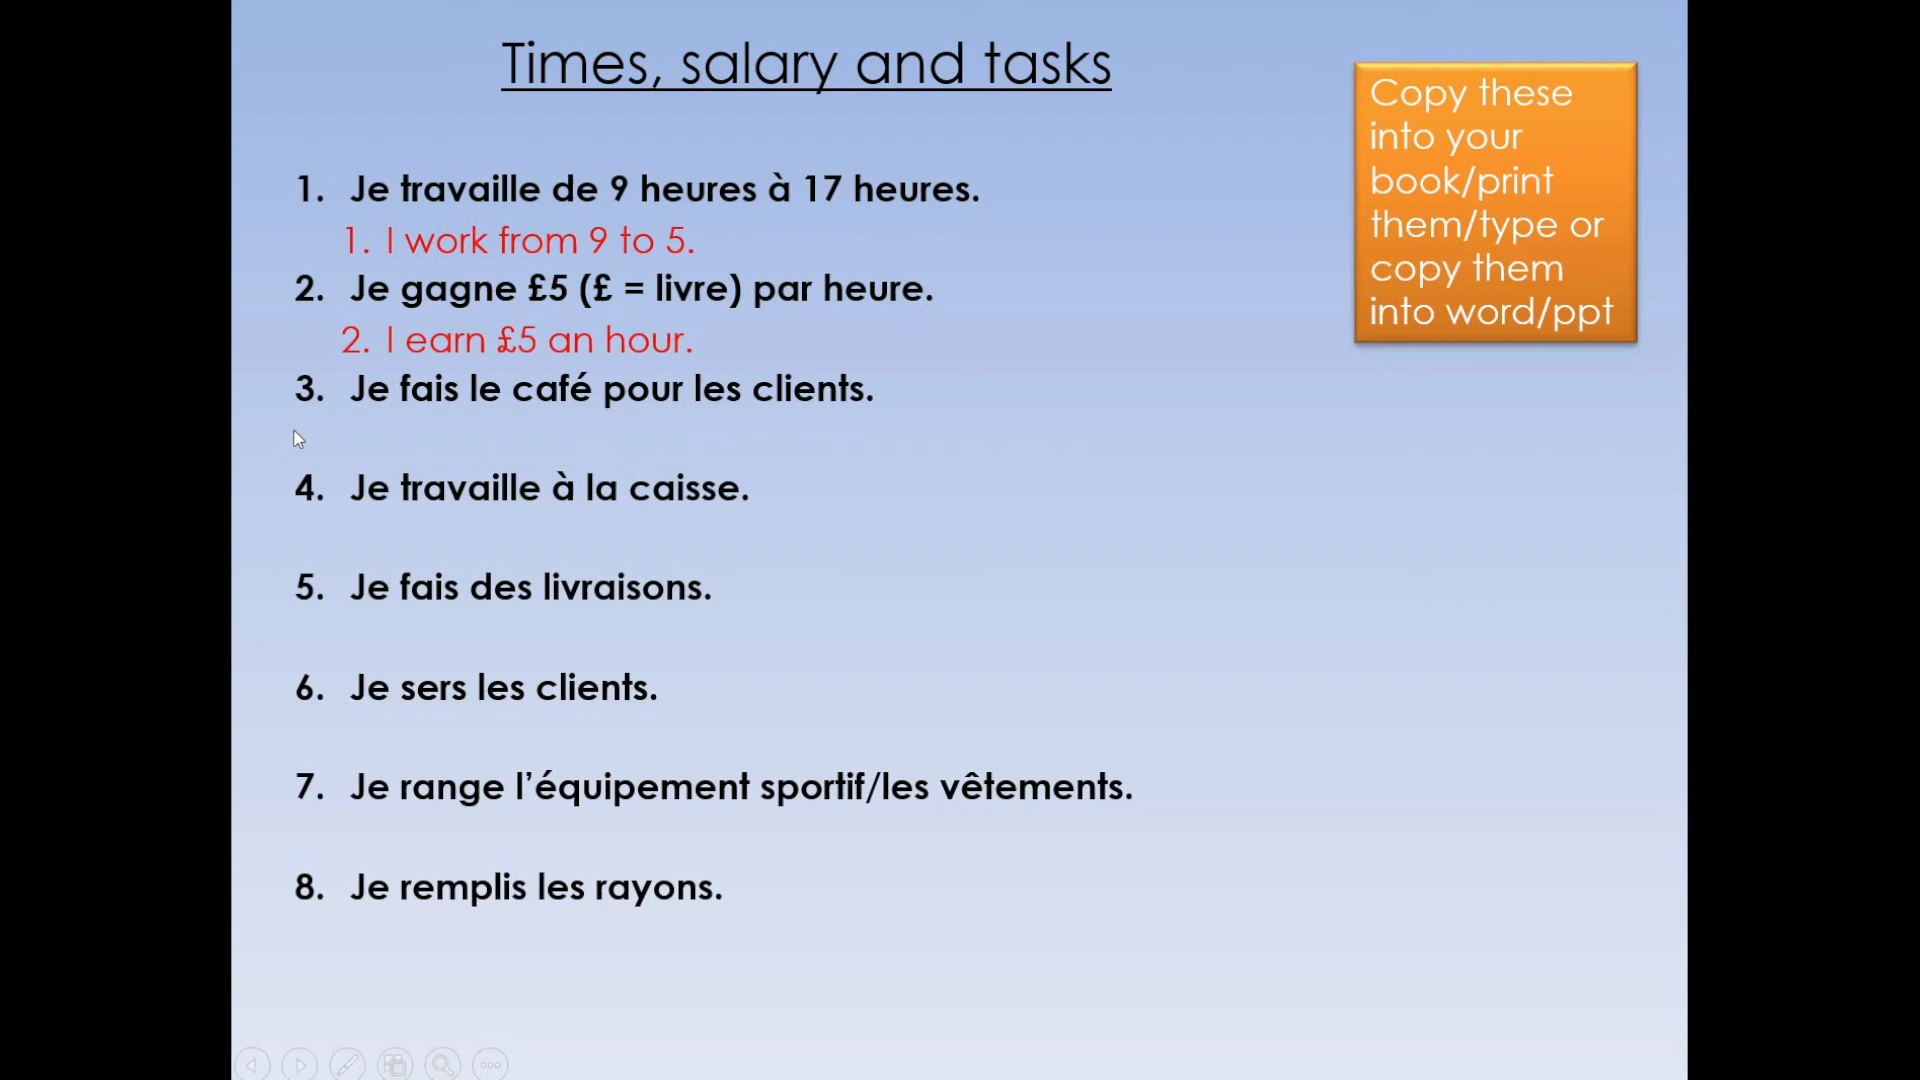 Times, salary and tasks
1. Je travaille de 9 heures à 17 heures.
1. I work from 9 to 5.
2. Je gagne £5 (£ = livre) par heure.
2. I earn £5 an hour.
3. Je fais le café pour les clients.
4. Je travaille à la caisse.
5. Je fais des livraisons.
6. Je sers les clients.
7. Je range l’équipement sportif/les vêtements.
8. Je remplis les rayons.
Copy these
into your
book/print
them/type or
copy them
into word/ppt